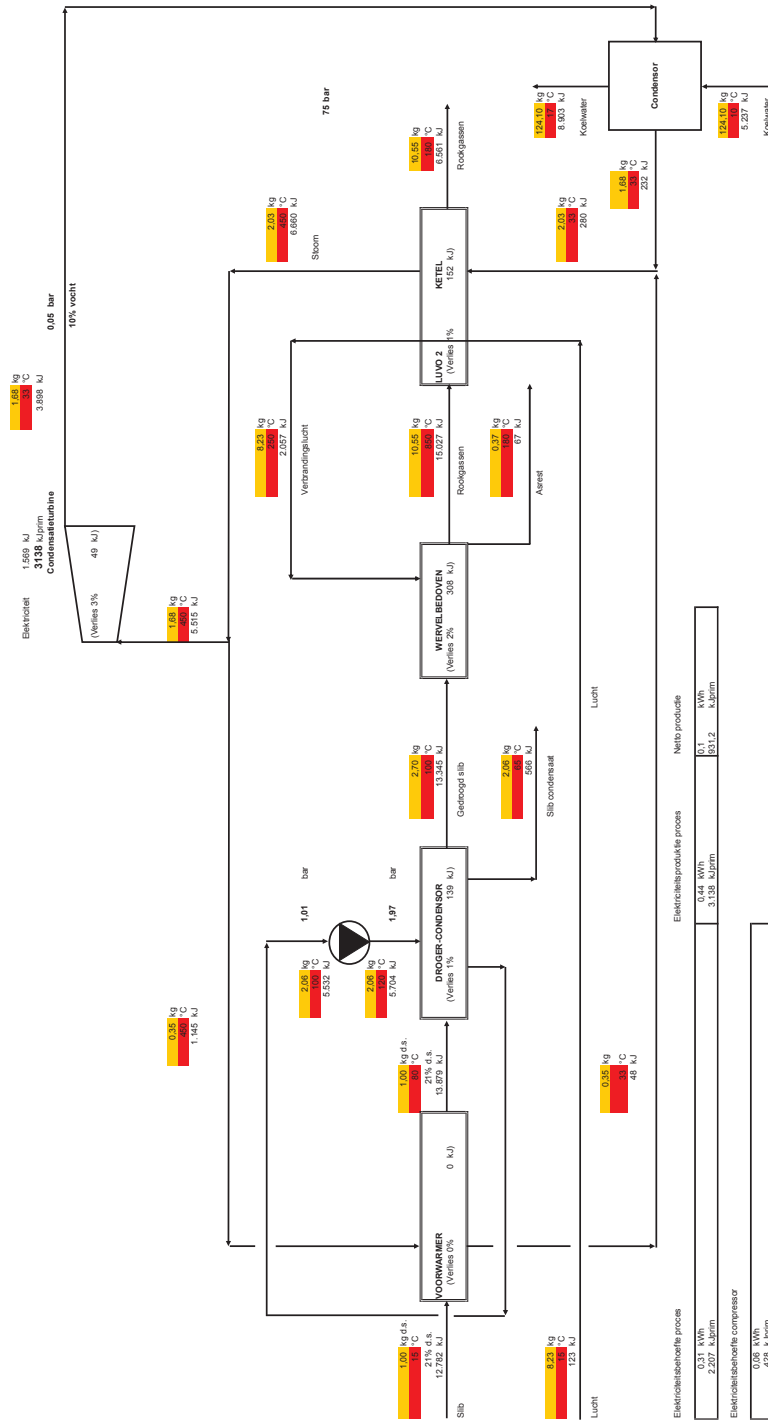 Elektriciteit 1.569 kJ
3138 kJprim
Condensatieturbine
(Verlies 3% 49 kJ)
1,68 kg
33 °C
3.898 kJ
0,05 bar
10% vocht
1,68 kg
450 °C
5.515 kJ
0,35 kg
450 °C
1.145 kJ
2,03 kg
450 °C
6.660 kJ
Stoom
75 bar
8,23 kg
250 °C
2.057 kJ
Verbrandingslucht
1,01 bar
2,06 kg
100 °C
5.532 kJ
1,97 bar
2,06 kg
120 °C
5.704 kJ
1,00 kg d.s.
15 °C
21% d.s.
12.782 kJ
Slib
VOORWARMER
(Verlies 0% 0 kJ)
1,00 kg d.s.
80 °C
21% d.s.
13.879 kJ
DROGER-CONDENSOR
(Verlies 1% 139 kJ)
2,70 kg
100 °C
13.345 kJ
Gedroogd slib
WERVELBEDOVEN
(Verlies 2% 308 kJ)
10,55 kg
850 °C
15.027 kJ
Rookgassen
LUVO 2 KETEL
(Verlies 1% 152 kJ)
10,55 kg
180 °C
6.561 kJ
Rookgassen
2,06 kg
65 °C
566 kJ
Slib condensaat
0,37 kg
180 °C
67 kJ
Asrest
2,03 kg
33 °C
280 kJ
1,68 kg
33 °C
232 kJ
124,10 kg
17 °C
8.903 kJ
Koelwater
Condensor
124,10 kg
10 °C
5.237 kJ
Koelwater
8,23 kg
15 °C
123 kJ
Lucht
Lucht
0,35 kg
33 °C
48 kJ
Elektriciteitsbehoefte proces
0,31 kWh
2.207 kJprim
Elektriciteitsproduktie proces
0,44 kWh
3.138 kJprim
Netto productie
0,1 kWh
931,2 kJprim
Elektriciteitsbehoefte compressor
0,06 kWh
428 kJprim